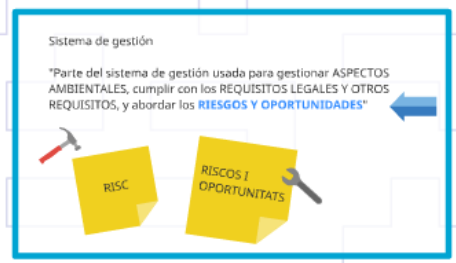 Sistema de gestión
"Parte del sistema de gestión usada para gestionar ASPECTOS
AMBIENTALES, cumplir con los REQUISITOS LEGALES Y OTROS
REQUISITOS, y abordar los RIESGOS Y OPORTUNIDADES"
RISC
RISCOS I
OPORTUNITATS